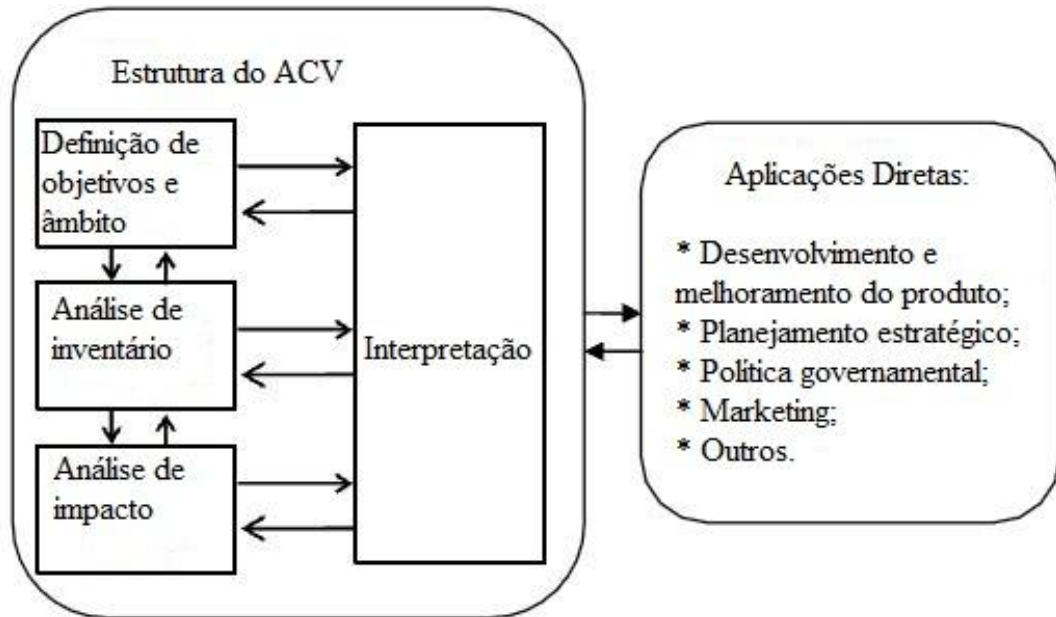 Estrutura do ACV
Definição de
objetivos e
âmbito
Análise de
inventário
Análise de
impacto
Interpretação
Aplicações Diretas:
* Desenvolvimento e
melhoramento do produto;
* Planejamento estratégico;
* Política governamental;
* Marketing;
* Outros.